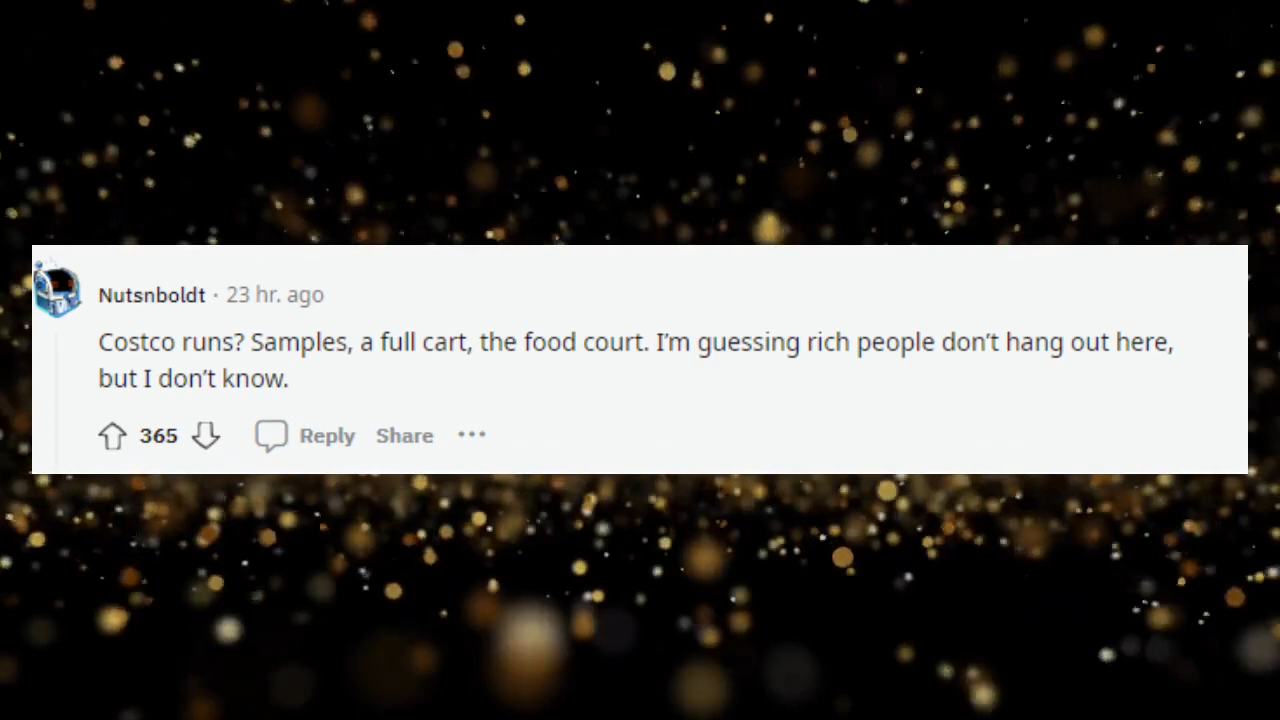 Nutsnboldt · 23 hr. ago
Costco runs? Samples, a full cart, the food court. I’m guessing rich people don’t hang out here,
but I don’t know.
365 Reply Share ···